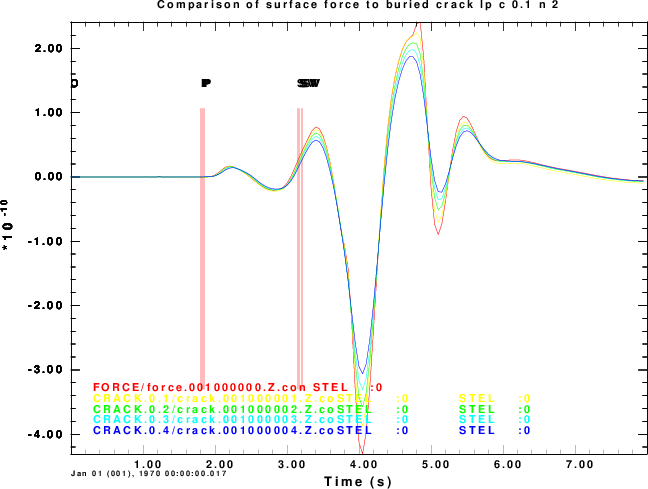 Comparison of surface force to buried crack lp c 0.1 n 2
2.00
O P SSW
1.00
0.00
*10 -10
-1.00
-2.00
-3.00
FORCE/force.001000000.Z.con STEL :0
CRACK.0.1/crack.001000001.Z.coSTEL :0 STEL :0
CRACK.0.2/crack.001000002.Z.coSTEL :0 STEL :0
CRACK.0.3/crack.001000003.Z.coSTEL :0 STEL :0
CRACK.0.4/crack.001000004.Z.coSTEL :0 STEL :0
-4.00
1.00 2.00 3.00 4.00 5.00 6.00 7.00
Jan 01 (001), 1970 00:00:00.017
Time (s)